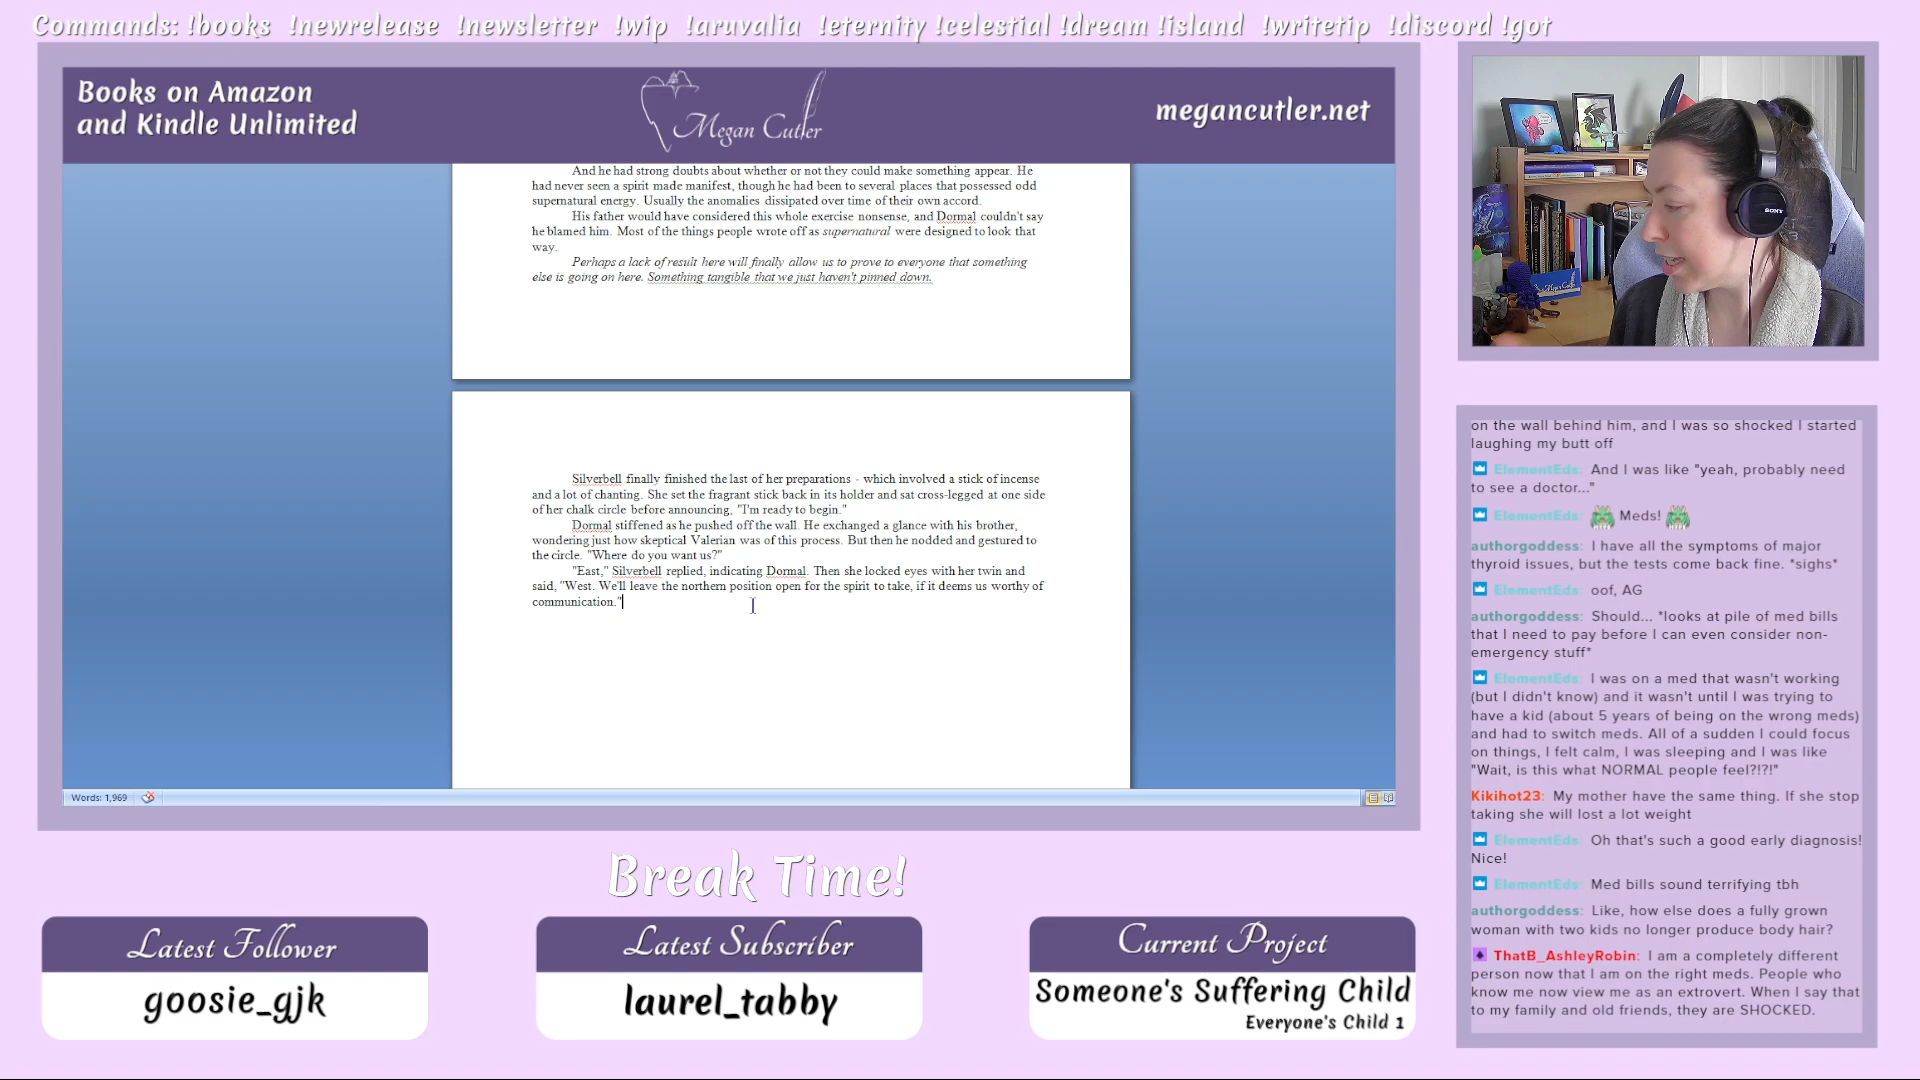 Commands: !books !newrelease !newsletter !wip !aruvalia !eternity !celestial !dream !island !writetip !discord !got
Books on Amazon
and Kindle Unlimited
Megan Cutler
megancutler.net
And he had strong doubts about whether or not they could make something appear. He
had never seen a spirit made manifest, though he had been to several places that possessed odd
supernatural energy. Usually the anomalies dissipated over time of their own accord.
His father would have considered this whole exercise nonsense, and Dormal couldn't say
he blamed him. Most of the things people wrote off as supernatural were designed to look that
way.
Perhaps a lack of result here will finally allow us to prove to everyone that something
else is going on here. Something tangible that we just haven't pinned down.
Silverbell finally finished the last of her preparations - which involved a stick of incense
and a lot of chanting. She set the fragrant stick back in its holder and sat cross-legged at one side
of her chalk circle before announcing, "I'm ready to begin."
Dormal stiffened as he pushed off the wall. He exchanged a glance with his brother,
wondering just how skeptical Valerian was of this process. But then he nodded and gestured to
the circle. "Where do you want us?"
"East," Silverbell replied, indicating Dormal. Then she locked eyes with her twin and
said, "West. We'll leave the northern position open for the spirit to take, if it deems us worthy of
communication."
Words: 1,969
SONY
on the wall behind him, and I was so shocked I started
laughing my butt off
ElementEds: And I was like "yeah, probably need
to see a doctor..."
ElementEds: Meds!
authorgoddess: I have all the symptoms of major
thyroid issues, but the tests come back fine. *sighs*
ElementEds: oof, AG
authorgoddess: Should... *looks at pile of med bills
that I need to pay before I can even consider non-
emergency stuff*
ElementEds: I was on a med that wasn't working
(but I didn't know) and it wasn't until I was trying to
have a kid (about 5 years of being on the wrong meds)
and had to switch meds. All of a sudden I could focus
on things, I felt calm, I was sleeping and I was like
"Wait, is this what NORMAL people feel?!?!"
Kikihot23: My mother have the same thing. If she stop
taking she will lost a lot weight
ElementEds: Oh that's such a good early diagnosis!
Nice!
ElementEds: Med bills sound terrifying tbh
authorgoddess: Like, how else does a fully grown
woman with two kids no longer produce body hair?
ThatB_AshleyRobin: I am a completely different
person now that I am on the right meds. People who
know me now view me as an extrovert. When I say that
to my family and old friends, they are SHOCKED.
Break Time!
Latest Follower
goosie_gjk
Latest Subscriber
laurel_tabby
Current Project
Someone's Suffering Child
Everyone's Child 1